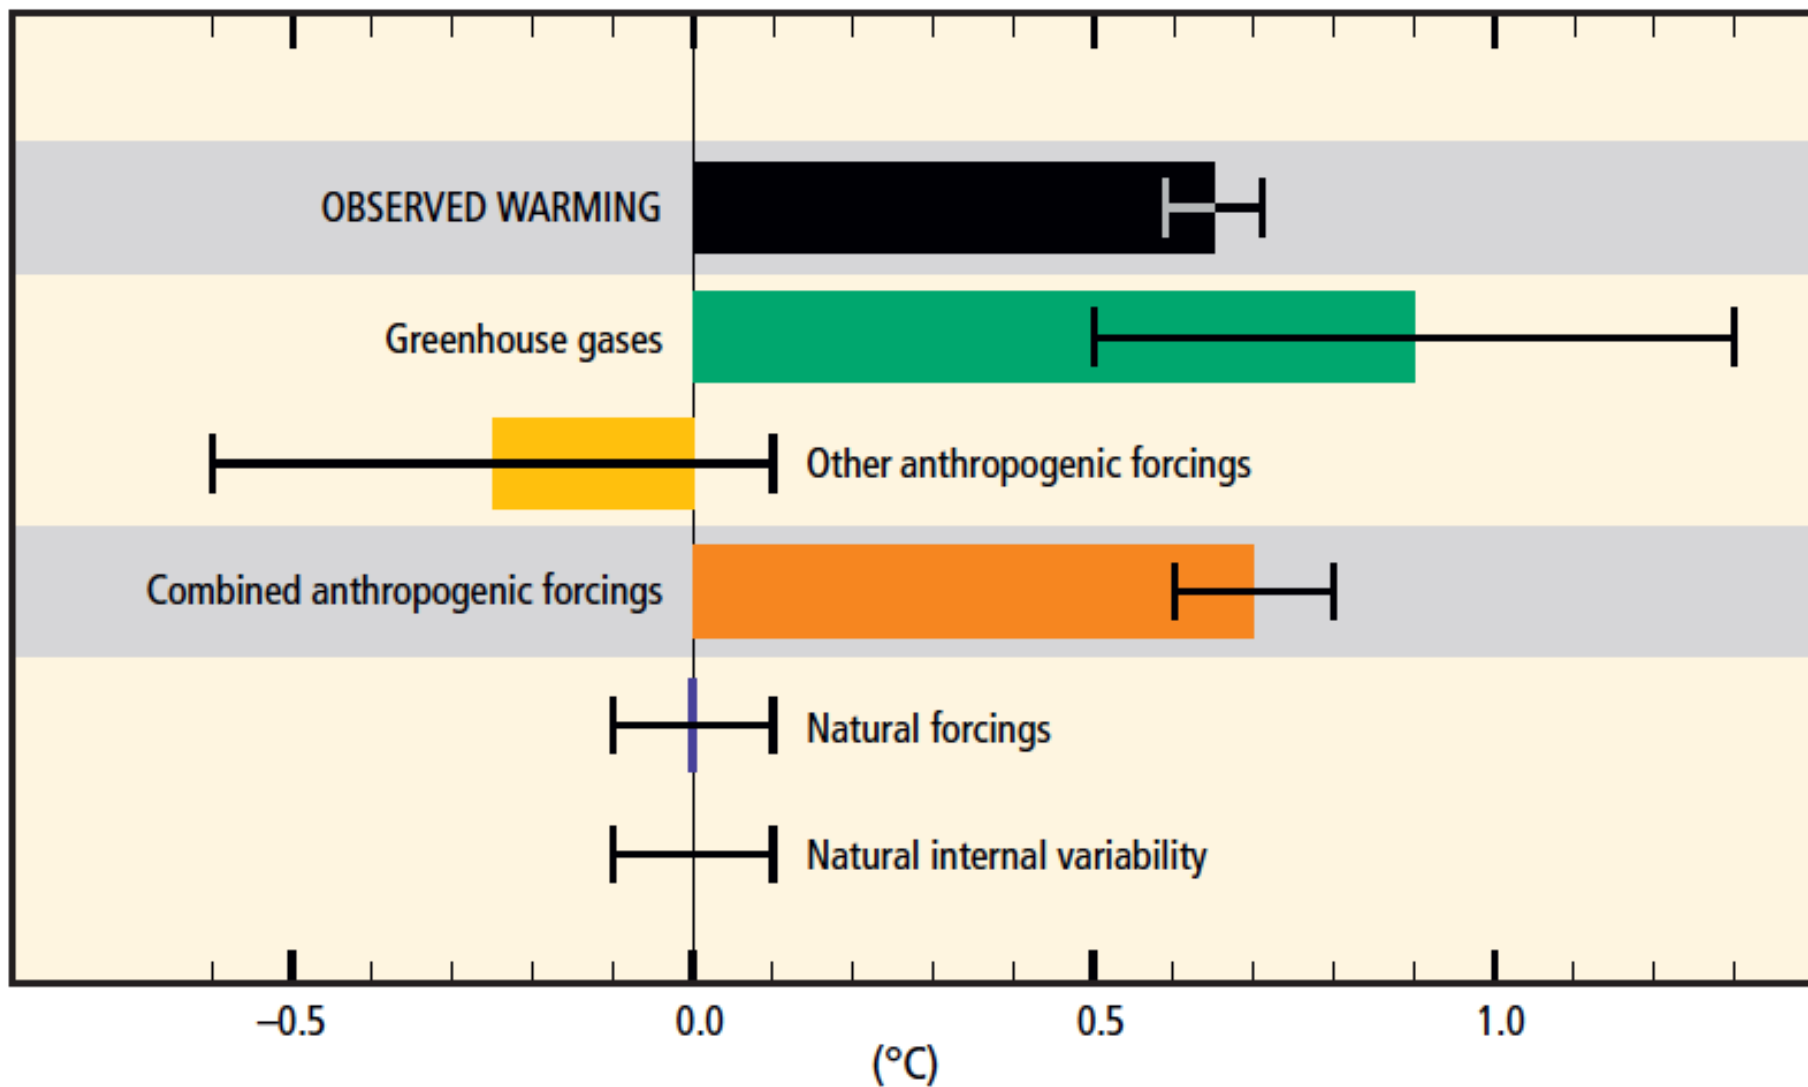 OBSERVED WARMING
Greenhouse gases
Other anthropogenic forcings
Combined anthropogenic forcings
Natural forcings
Natural internal variability
–0.5 0.0 0.5 1.0
(°C)